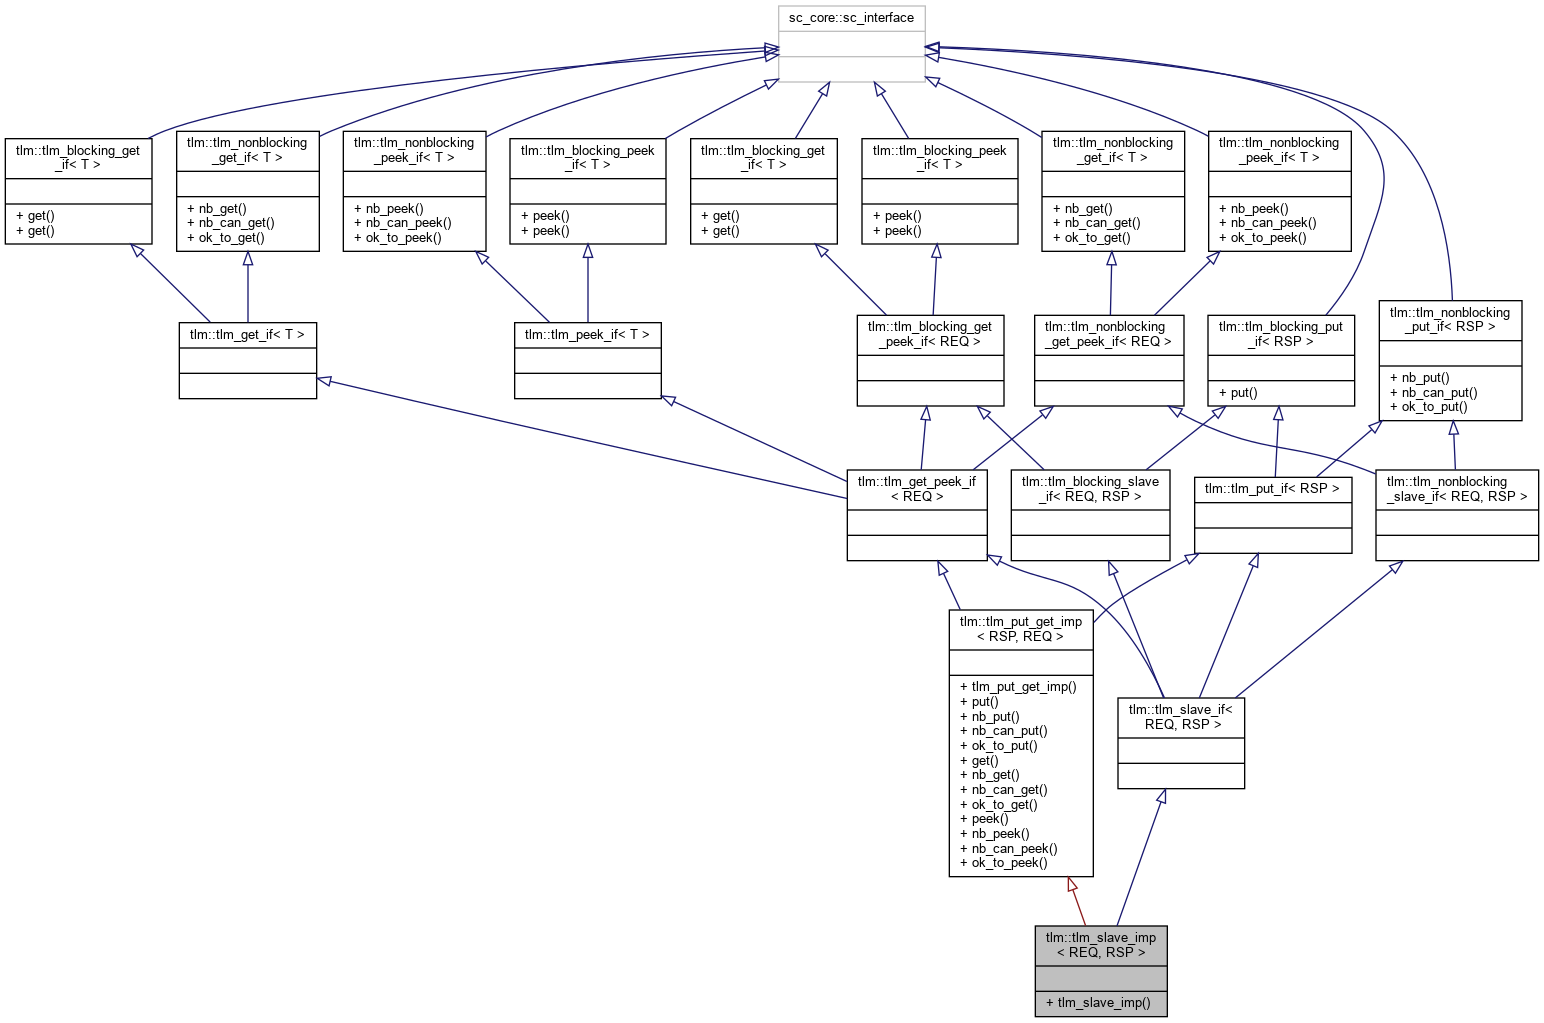 sc_core::sc_interface
tlm::tlm_blocking_get
_if< T >
+ get()
+ get()
tlm::tlm_nonblocking
_get_if< T >
+ nb_get()
+ nb_can_get()
+ ok_to_get()
tlm::tlm_nonblocking
_peek_if< T >
+ nb_peek()
+ nb_can_peek()
+ ok_to_peek()
tlm::tlm_blocking_peek
_if< T >
+ peek()
+ peek()
tlm::tlm_blocking_get
_if< T >
+ get()
+ get()
tlm::tlm_blocking_peek
_if< T >
+ peek()
+ peek()
tlm::tlm_nonblocking
_get_if< T >
+ nb_get()
+ nb_can_get()
+ ok_to_get()
tlm::tlm_nonblocking
_peek_if< T >
+ nb_peek()
+ nb_can_peek()
+ ok_to_peek()
tlm::tlm_get_if< T >
tlm::tlm_peek_if< T >
tlm::tlm_blocking_get
_peek_if< REQ >
tlm::tlm_nonblocking
_get_peek_if< REQ >
tlm::tlm_blocking_put
_if< RSP >
+ put()
tlm::tlm_nonblocking
_put_if< RSP >
+ nb_put()
+ nb_can_put()
+ ok_to_put()
tlm::tlm_get_peek_if
< REQ >
tlm::tlm_blocking_slave
_if< REQ, RSP >
tlm::tlm_put_if< RSP >
tlm::tlm_nonblocking
_slave_if< REQ, RSP >
tlm::tlm_put_get_imp
< RSP, REQ >
+ tlm_put_get_imp()
+ put()
+ nb_put()
+ nb_can_put()
+ ok_to_put()
+ get()
+ nb_get()
+ nb_can_get()
+ ok_to_get()
+ peek()
+ nb_peek()
+ nb_can_peek()
+ ok_to_peek()
tlm::tlm_slave_if<
REQ, RSP >
tlm::tlm_slave_imp
< REQ, RSP >
+ tlm_slave_imp()